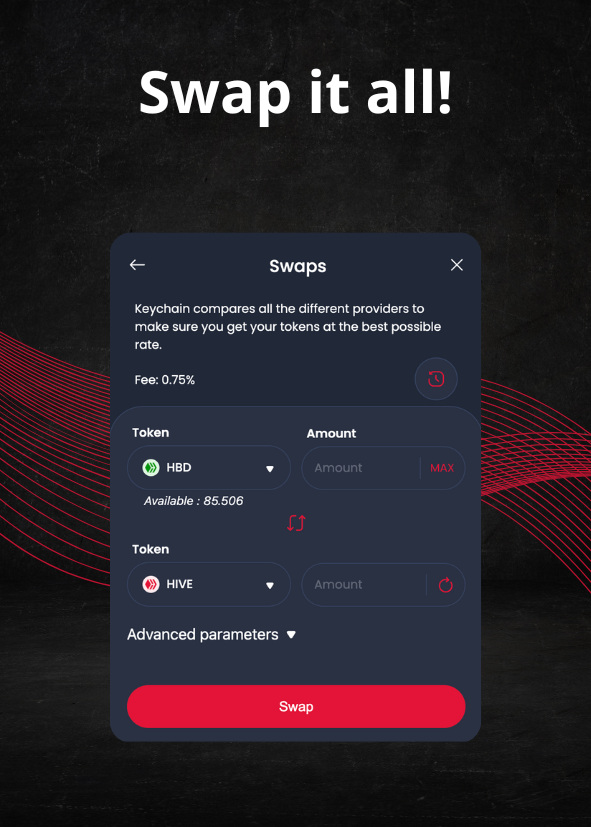 Swap it all!
Swaps
Keychain compares all the different providers to
make sure you get your tokens at the best possible
rate.
Fee: 0.75%
Token
Amount
HBD
Amount
MAX
Available : 85.506
Token
HIVE
Amount
Advanced parameters
Swap